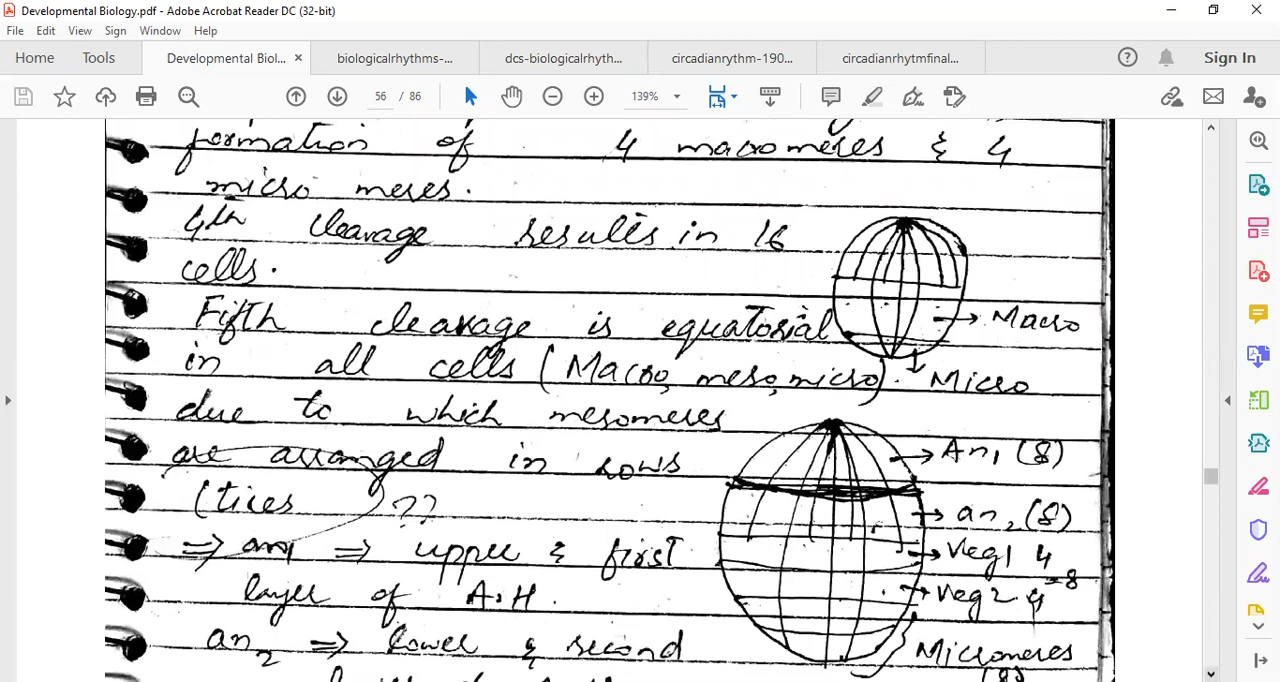 Developmental Biology.pdf - Adobe Acrobat Reader DC (32-bit)
File Edit View Sign Window Help
Home Tools Developmental Biol... × biologicalrhythms-... dcs-biologicalrhyth... circadianrythm-190... circadianrhytmfinal... Sign In
56 / 86 139%
formation of 4 macromeres & 4
micro meres.
4th cleavage results in 16
cells.
Fifth cleavage is equatorial
→ Macro
in all cells (Macro, meso, micro).
Micro
due to which mesomeres
are arranged in rows
→ An1 (8)
(tires ??
→ an2 (8)
⇒ an1 ⇒ upper & first
→ Veg1 4
layer of A.H.
→ Veg2 4 =8
an2 ⇒ lower & second
Micromeres
(8)